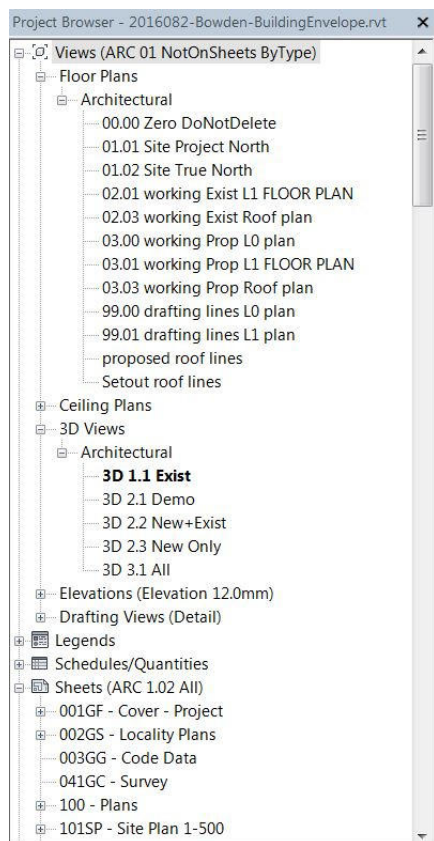 Project Browser - 2016082-Bowden-BuildingEnvelope.rvt
Views (ARC 01 NotOnSheets ByType)
Floor Plans
Architectural
00.00 Zero DoNotDelete
01.01 Site Project North
01.02 Site True North
02.01 working Exist L1 FLOOR PLAN
02.03 working Exist Roof plan
03.00 working Prop L0 plan
03.01 working Prop L1 FLOOR PLAN
03.03 working Prop Roof plan
99.00 drafting lines L0 plan
99.01 drafting lines L1 plan
proposed roof lines
Setout roof lines
Ceiling Plans
3D Views
Architectural
3D 1.1 Exist
3D 2.1 Demo
3D 2.2 New+Exist
3D 2.3 New Only
3D 3.1 All
Elevations (Elevation 12.0mm)
Drafting Views (Detail)
Legends
Schedules/Quantities
Sheets (ARC 1.02 All)
001GF - Cover - Project
002GS - Locality Plans
003GG - Code Data
041GC - Survey
100 - Plans
101SP - Site Plan 1-500